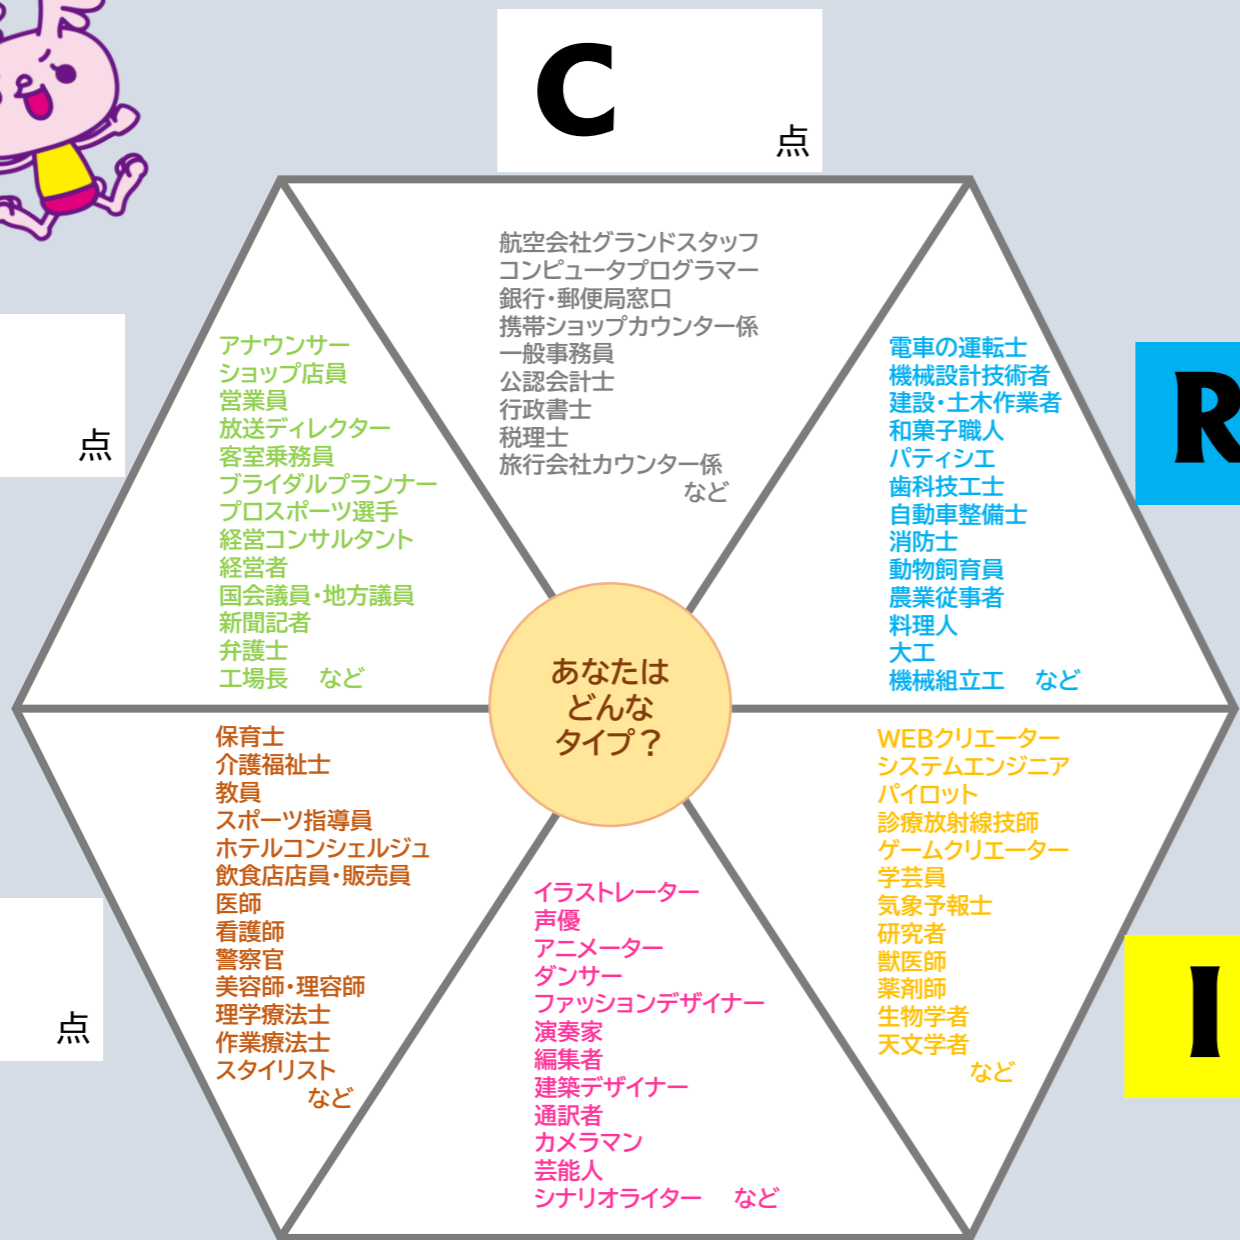 C
点
航空会社グランドスタッフ
コンピュータプログラマー
銀行・郵便局窓口
携帯ショップカウンター係
一般事務員
公認会計士
行政書士
税理士
旅行会社カウンター係
など
点
アナウンサー
ショップ店員
営業員
放送ディレクター
客室乗務員
ブライダルプランナー
プロスポーツ選手
経営コンサルタント
経営者
国会議員・地方議員
新聞記者
弁護士
工場長 など
電車の運転士
機械設計技術者
建設・土木作業者
和菓子職人
パティシエ
歯科技工士
自動車整備士
消防士
動物飼育員
農業従事者
料理人
大工
機械組立工 など
R
あなたは
どんな
タイプ？
保育士
介護福祉士
教員
スポーツ指導員
ホテルコンシェルジュ
飲食店店員・販売員
医師
看護師
警察官
美容師・理容師
理学療法士
作業療法士
スタイリスト
など
点
イラストレーター
声優
アニメーター
ダンサー
ファッションデザイナー
演奏家
編集者
建築デザイナー
通訳者
カメラマン
芸能人
シナリオライター など
WEBクリエーター
システムエンジニア
パイロット
診療放射線技師
ゲームクリエーター
学芸員
気象予報士
研究者
獣医師
薬剤師
生物学者
天文学者
など
I